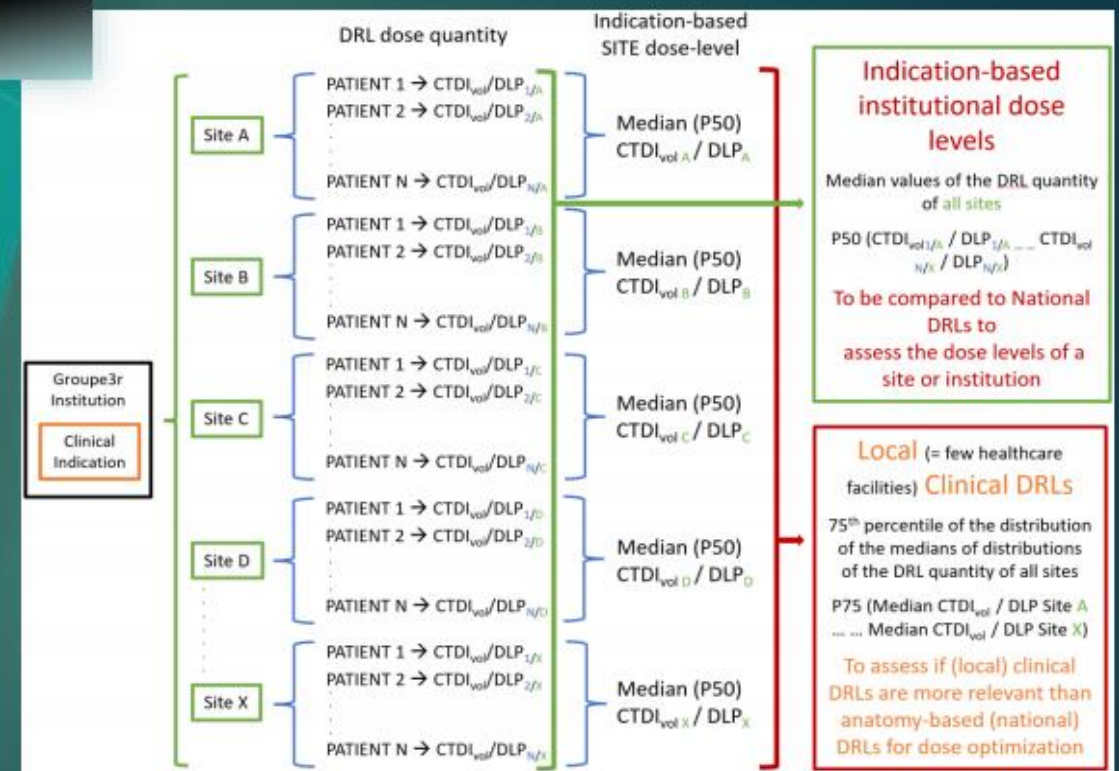 DRL dose quantity
Indication-based
SITE dose-level
Groupe3r
Institution
Clinical
Indication
Site A
PATIENT 1 → CTDIvol/DLP1/A
PATIENT 2 → CTDIvol/DLP2/A
PATIENT N → CTDIvol/DLPN/A
Median (P50)
CTDIvol A / DLPA
Site B
PATIENT 1 → CTDIvol/DLP1/B
PATIENT 2 → CTDIvol/DLP2/B
PATIENT N → CTDIvol/DLPN/B
Median (P50)
CTDIvol B / DLPB
Site C
PATIENT 1 → CTDIvol/DLP1/C
PATIENT 2 → CTDIvol/DLP2/C
PATIENT N → CTDIvol/DLPN/C
Median (P50)
CTDIvol C / DLPC
Site D
PATIENT 1 → CTDIvol/DLP1/D
PATIENT 2 → CTDIvol/DLP2/D
PATIENT N → CTDIvol/DLPN/D
Median (P50)
CTDIvol D / DLPD
Site X
PATIENT 1 → CTDIvol/DLP1/X
PATIENT 2 → CTDIvol/DLP2/X
PATIENT N → CTDIvol/DLPN/X
Median (P50)
CTDIvol X / DLPX
Indication-based
institutional dose
levels
Median values of the DRL quantity
of all sites
P50 (CTDIvol1/A / DLP1/A ... ... CTDIvol
N/X / DLPN/X)
To be compared to National
DRLs to
assess the dose levels of a
site or institution
Local (= few healthcare
facilities) Clinical DRLs
75th percentile of the distribution
of the medians of distributions
of the DRL quantity of all sites
P75 (Median CTDIvol / DLP Site A
... ... Median CTDIvol / DLP Site X)
To assess if (local) clinical
DRLs are more relevant than
anatomy-based (national)
DRLs for dose optimization